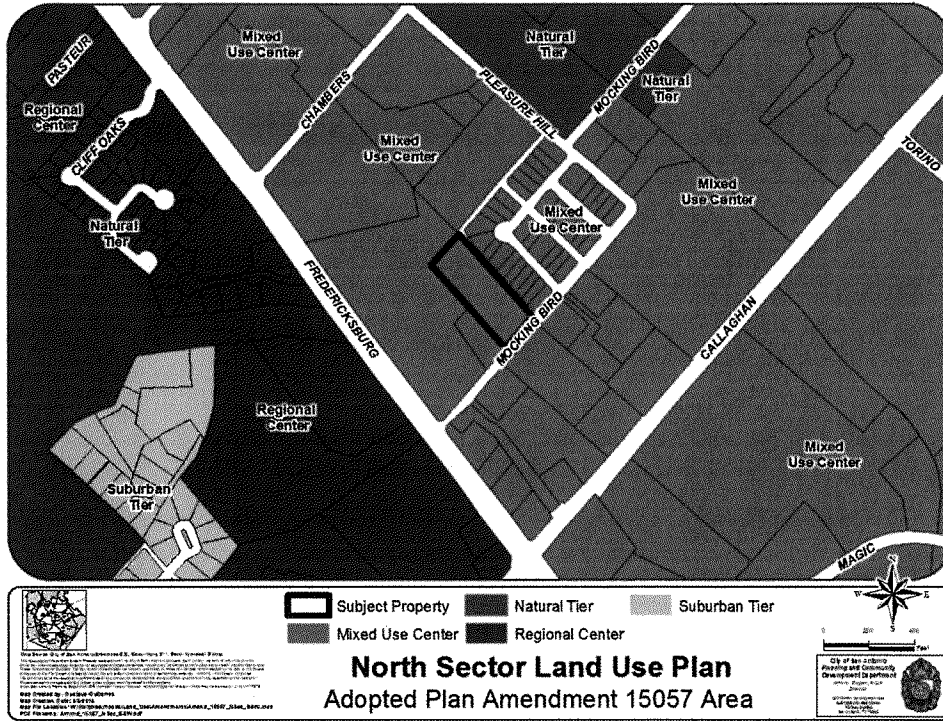 PASTEUR
Mixed
Use Center
Natural
Tier
MOCKING BIRD
Regional
Center
CHAMBERS
PLEASURE HILL
Natural
Tier
CLIFF OAKS
Mixed
Use Center
TORINO
Mixed
Use Center
Natural
Tier
Mixed
Use Center
FREDERICKSBURG
MOCKING BIRD
CALLAGHAN
Regional
Center
Mixed
Use Center
Suburban
Tier
MAGIC
N
W
E
S
Subject Property
Natural Tier
Suburban Tier
Mixed Use Center
Regional Center
North Sector Land Use Plan
Adopted Plan Amendment 15057 Area
City of San Antonio
Planning and Community
Development Department